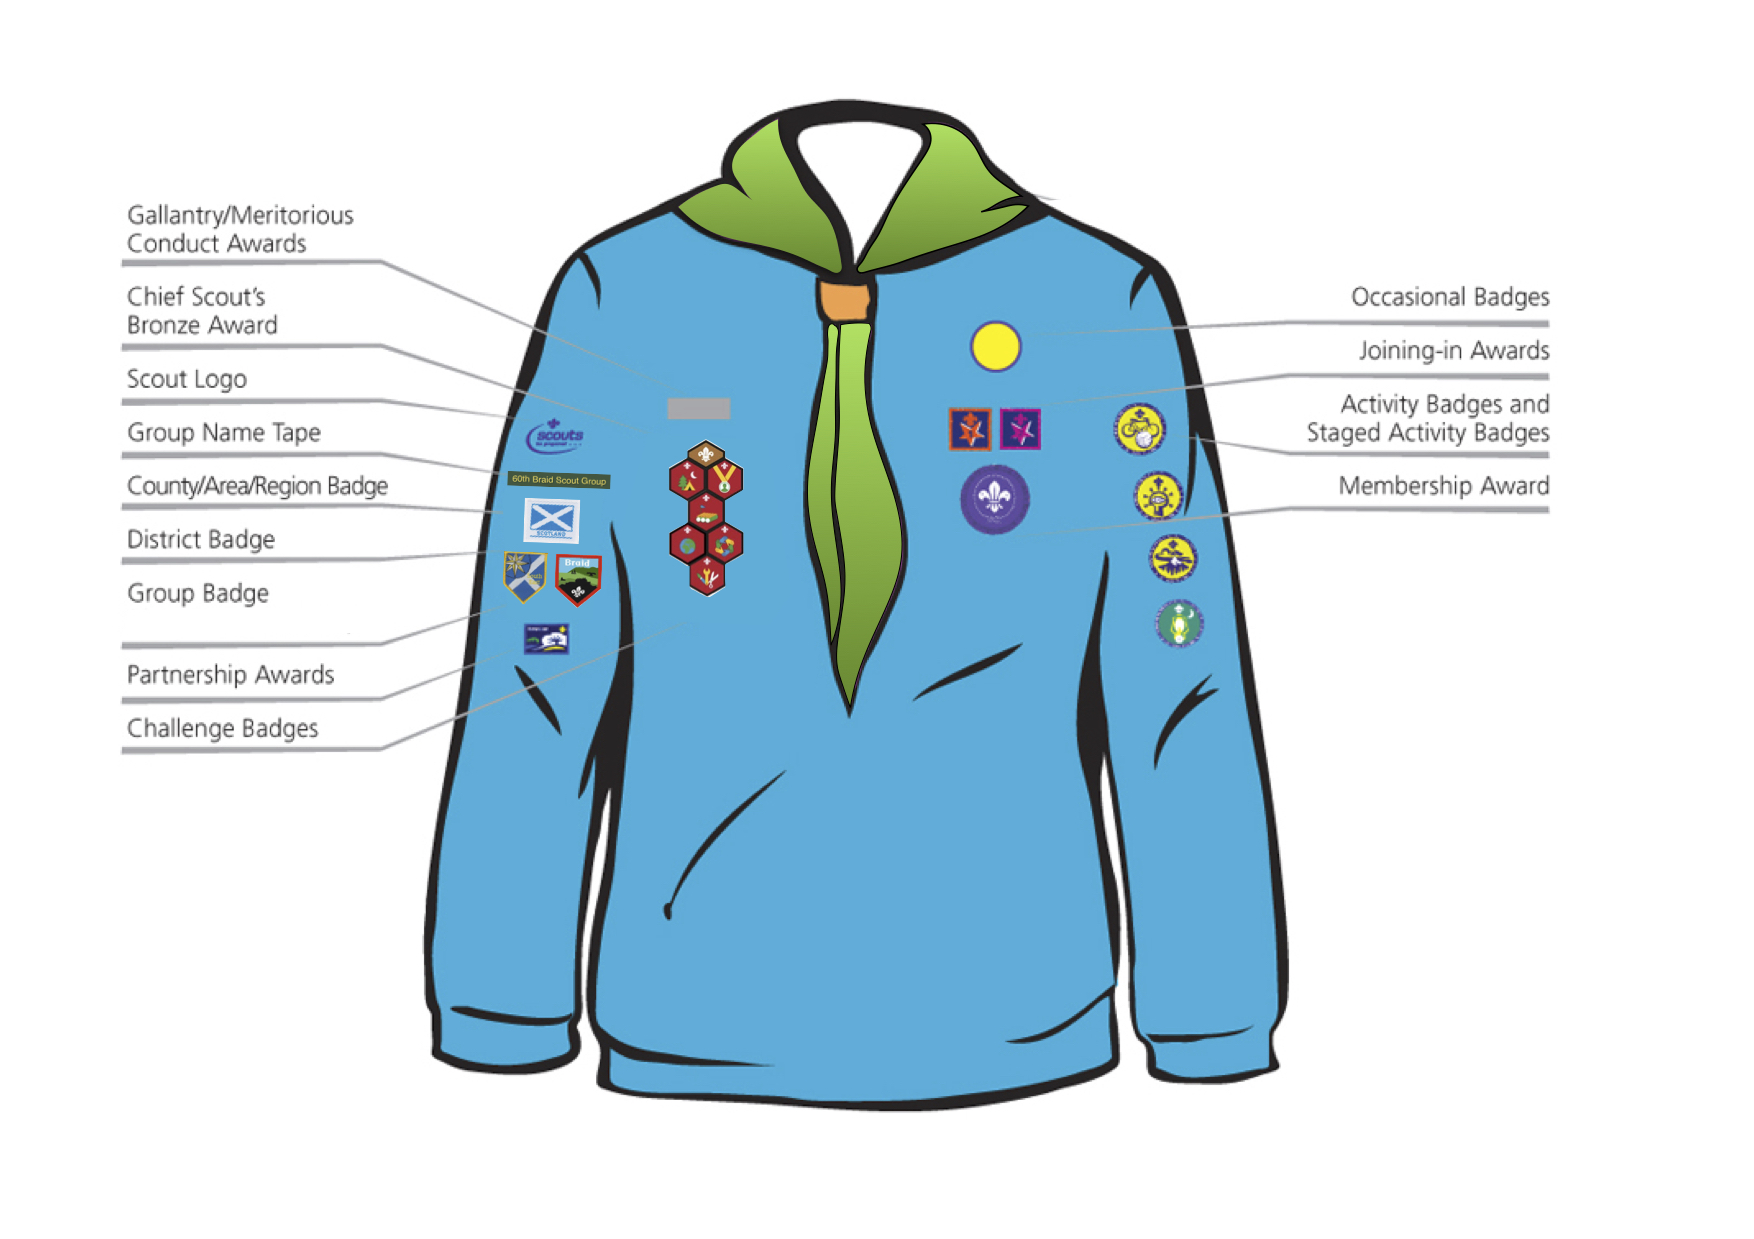 Gallantry/Meritorious
Conduct Awards
Chief Scout's
Bronze Award
Scout Logo
Group Name Tape
County/Area/Region Badge
District Badge
Group Badge
Partnership Awards
Challenge Badges
scouts
be prepared...
60th Braid Scout Group
SCOTLAND
Braid
Occasional Badges
Joining-in Awards
Activity Badges and
Staged Activity Badges
Membership Award